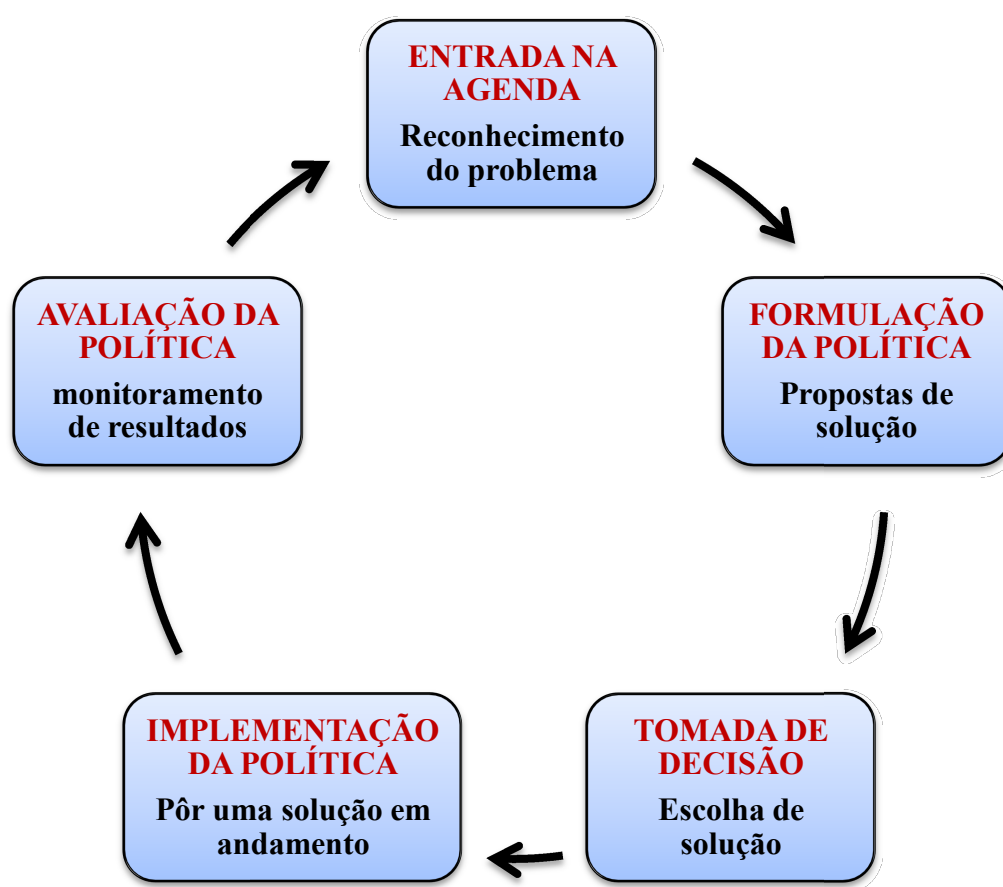 ENTRADA NA
AGENDA
Reconhecimento
do problema
FORMULAÇÃO
DA POLÍTICA
Propostas de
solução
TOMADA DE
DECISÃO
Escolha de
solução
IMPLEMENTAÇÃO
DA POLÍTICA
Pôr uma solução em
andamento
AVALIAÇÃO DA
POLÍTICA
monitoramento
de resultados